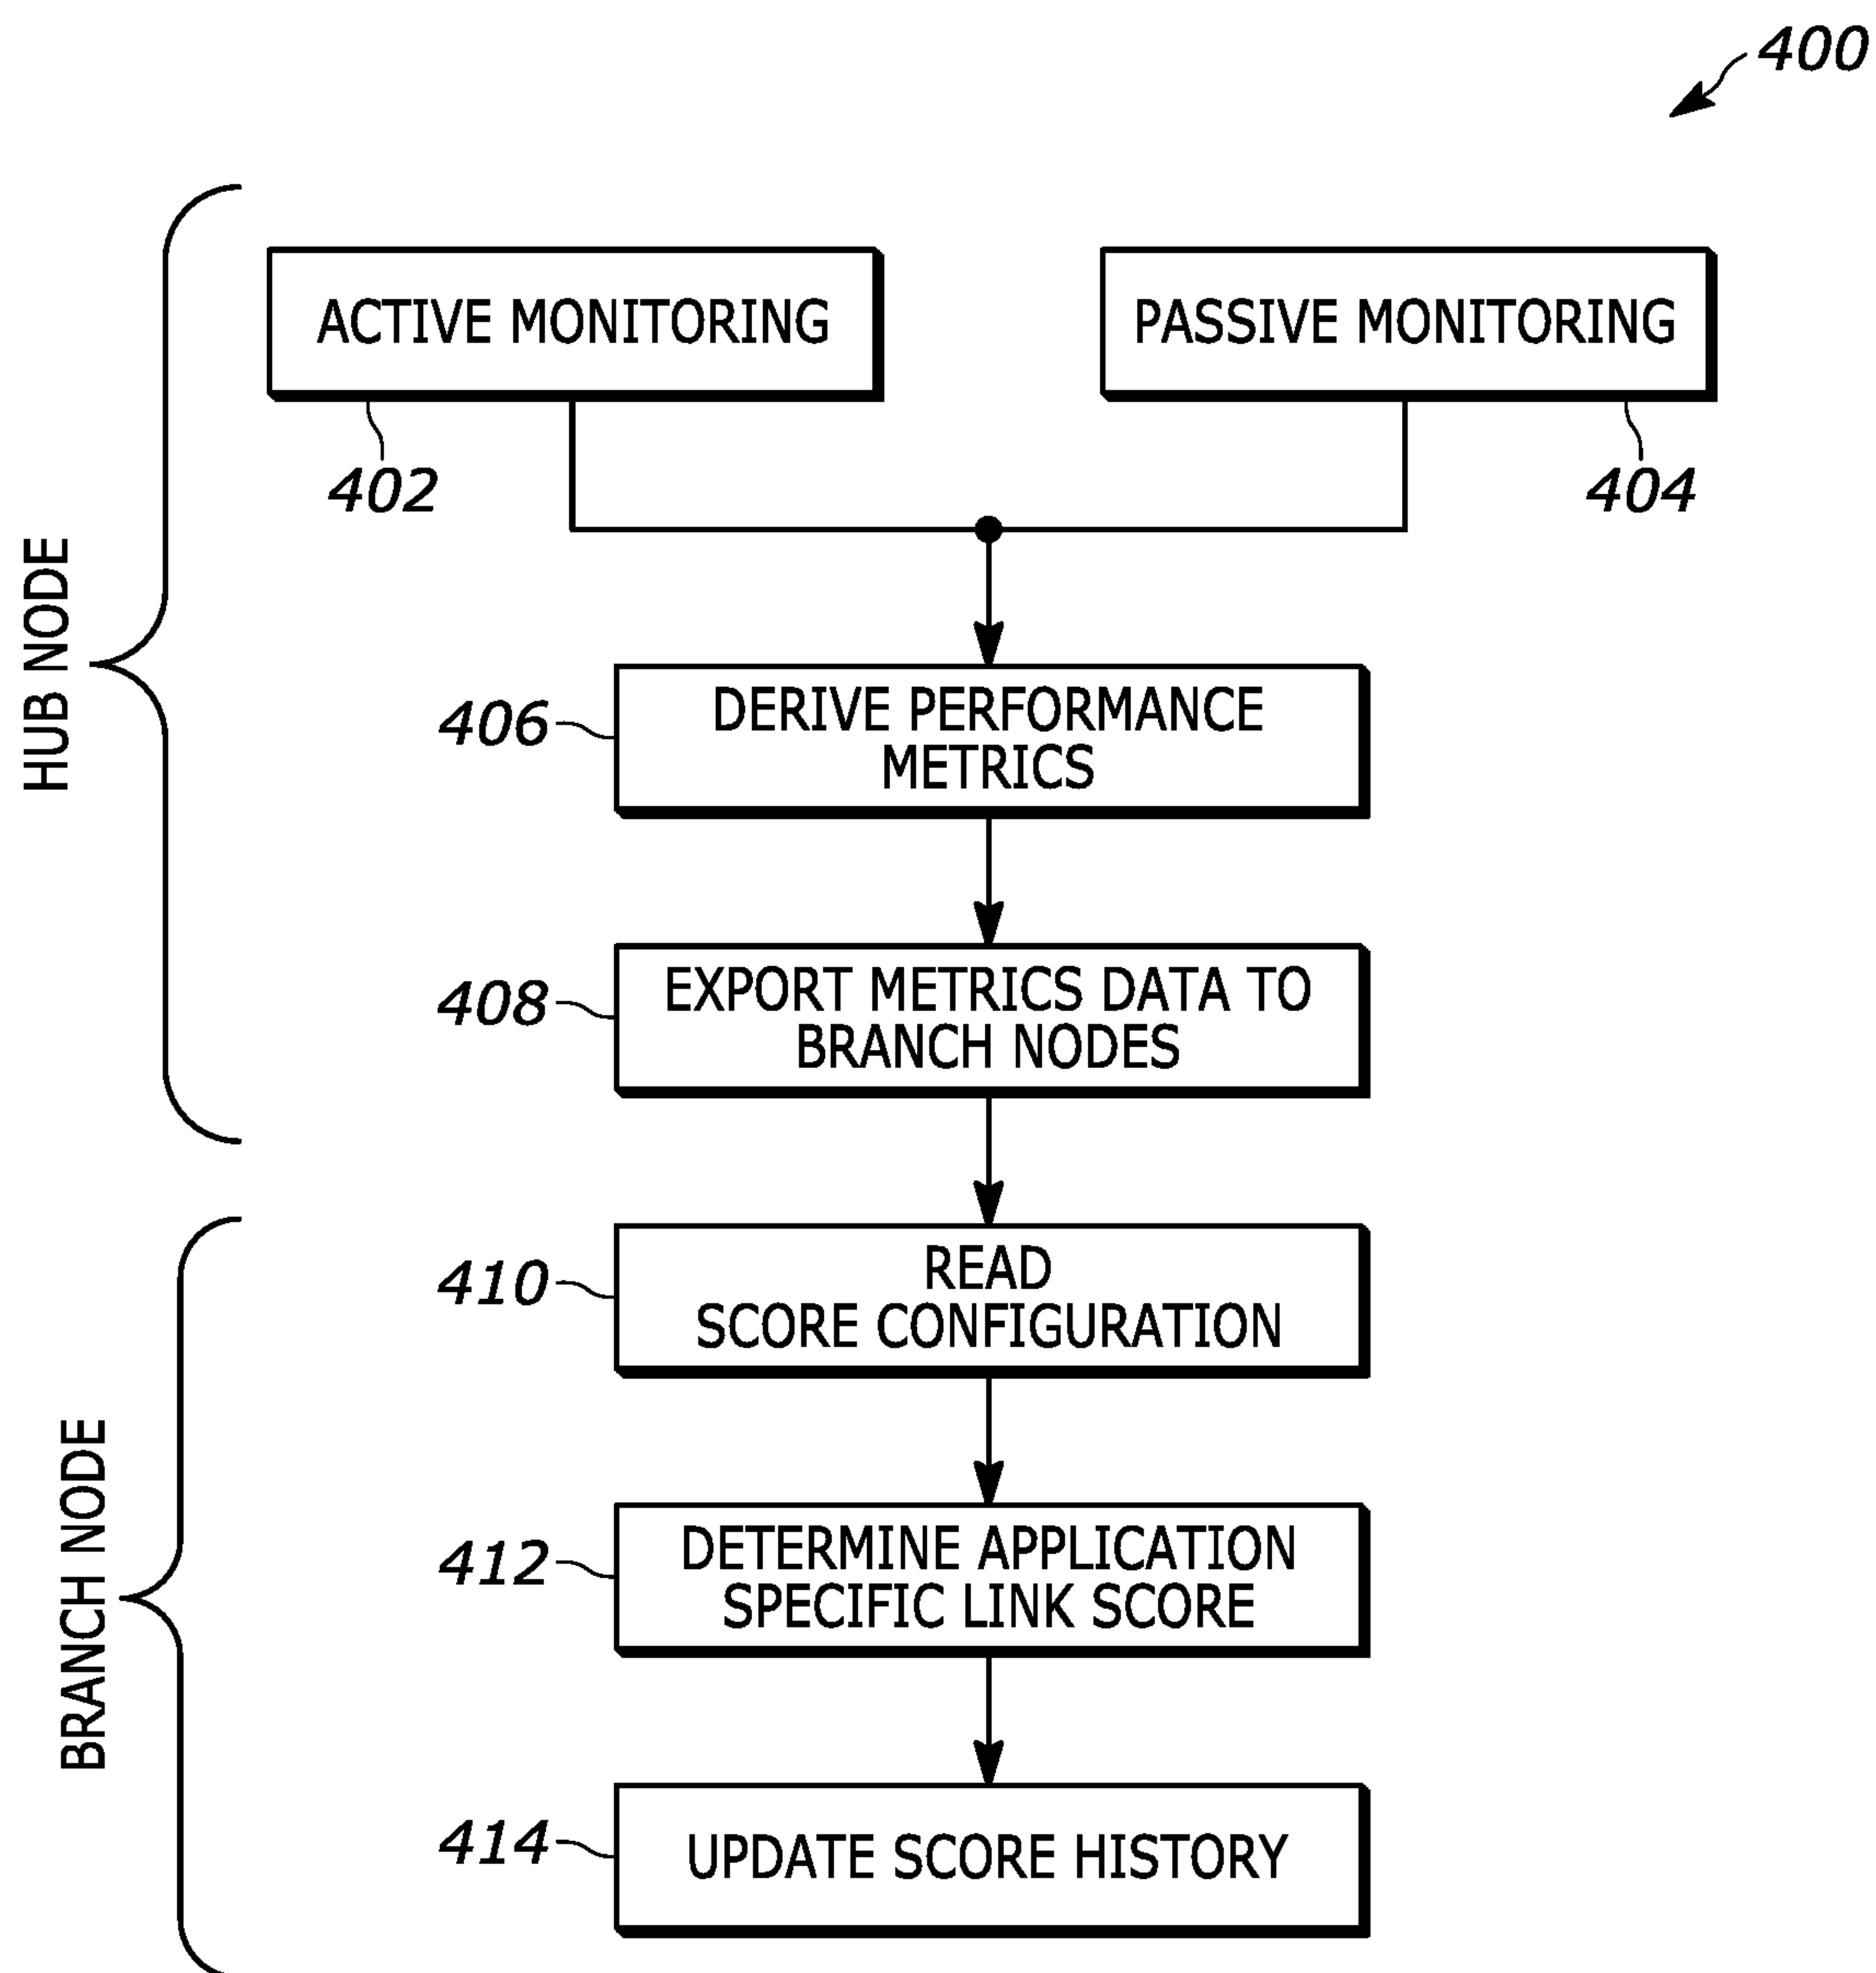 400
ACTIVE MONITORING
PASSIVE MONITORING
402
404
HUB NODE
406
DERIVE PERFORMANCE
METRICS
408
EXPORT METRICS DATA TO
BRANCH NODES
410
READ
SCORE CONFIGURATION
BRANCH NODE
412
DETERMINE APPLICATION
SPECIFIC LINK SCORE
414
UPDATE SCORE HISTORY